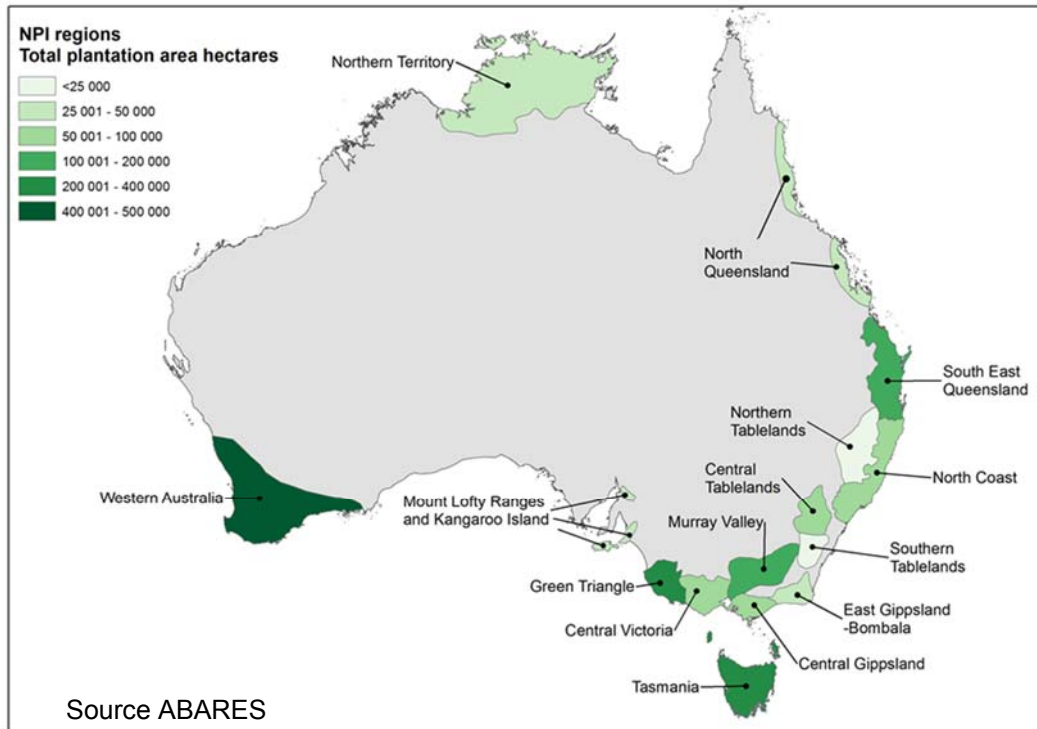 NPI regions
Total plantation area hectares
<25 000
25 001 - 50 000
50 001 - 100 000
100 001 - 200 000
200 001 - 400 000
400 001 - 500 000
Northern Territory
North
Queensland
South East
Queensland
Northern
Tablelands
North Coast
Central
Tablelands
Western Australia
Mount Lofty Ranges
and Kangaroo Island
Murray Valley
Southern
Tablelands
Green Triangle
East Gippsland
-Bombala
Central Victoria
Central Gippsland
Tasmania
Source ABARES